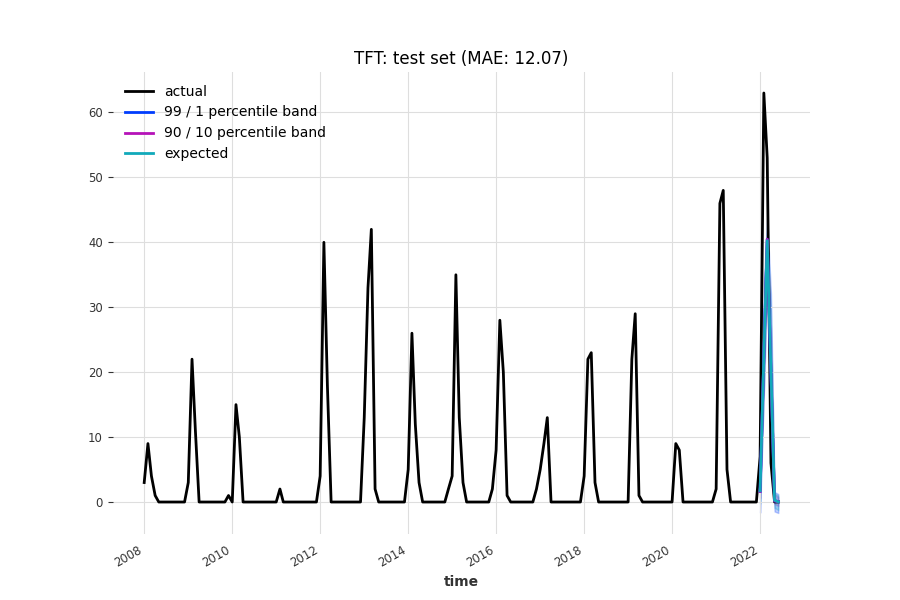 TFT: test set (MAE: 12.07)
actual
99 / 1 percentile band
90 / 10 percentile band
expected
60
50
40
30
20
10
0
2008
2010
2012
2014
2016
2018
2020
2022
time